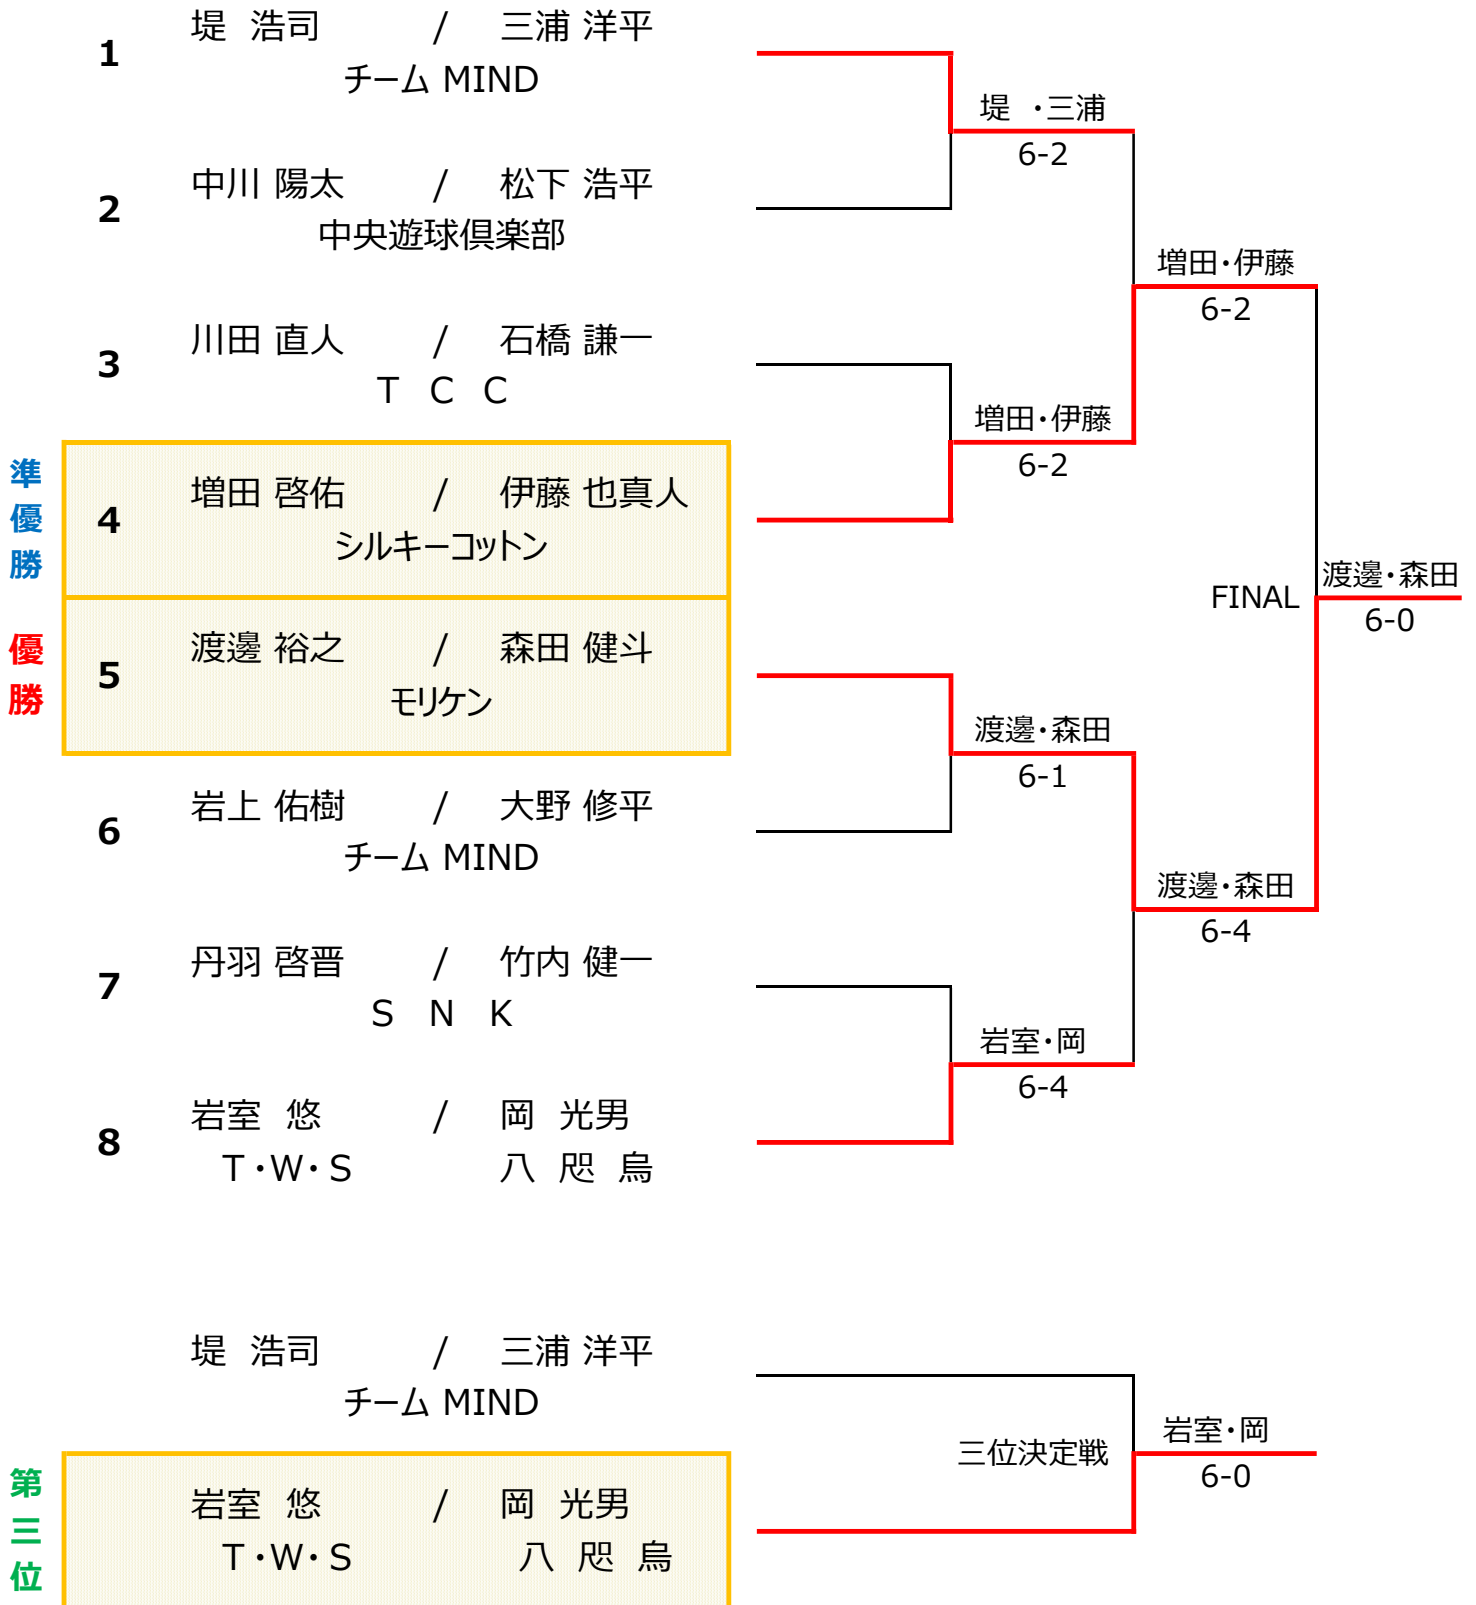 1 堤 浩司 / 三浦 洋平
チーム MIND
堤 ・三浦
6-2
2 中川 陽太 / 松下 浩平
中央遊球倶楽部
増田・伊藤
6-2
3 川田 直人 / 石橋 謙一
T C C
増田・伊藤
6-2
準優勝
4 増田 啓佑 / 伊藤 也真人
シルキーコットン
FINAL
渡邊・森田
6-0
優勝
5 渡邊 裕之 / 森田 健斗
モリケン
渡邊・森田
6-1
6 岩上 佑樹 / 大野 修平
チーム MIND
渡邊・森田
6-4
7 丹羽 啓晋 / 竹内 健一
S N K
岩室・岡
6-4
8 岩室 悠 / 岡 光男
T・W・S 八 咫 烏
堤 浩司 / 三浦 洋平
チーム MIND
三位決定戦
岩室・岡
6-0
第三位
岩室 悠 / 岡 光男
T・W・S 八 咫 烏